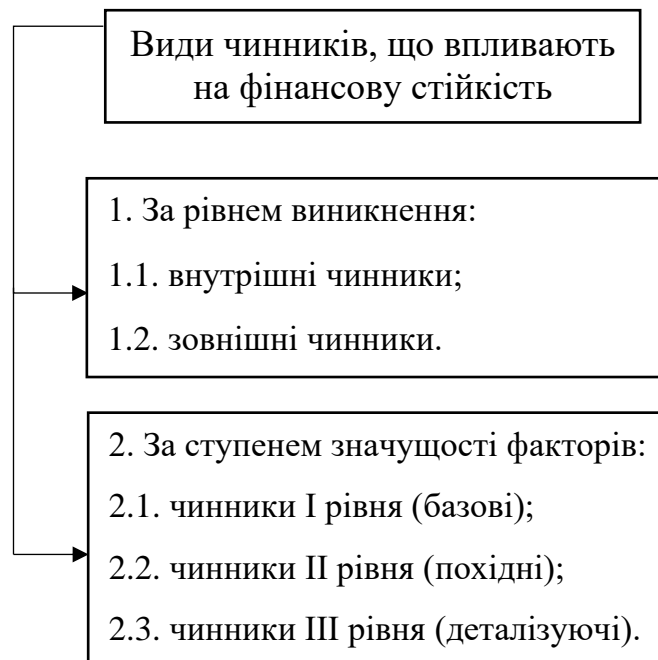 Види чинників, що впливають
на фінансову стійкість
1. За рівнем виникнення:
1.1. внутрішні чинники;
1.2. зовнішні чинники.
2. За ступенем значущості факторів:
2.1. чинники І рівня (базові);
2.2. чинники ІІ рівня (похідні);
2.3. чинники ІІІ рівня (деталізуючі).